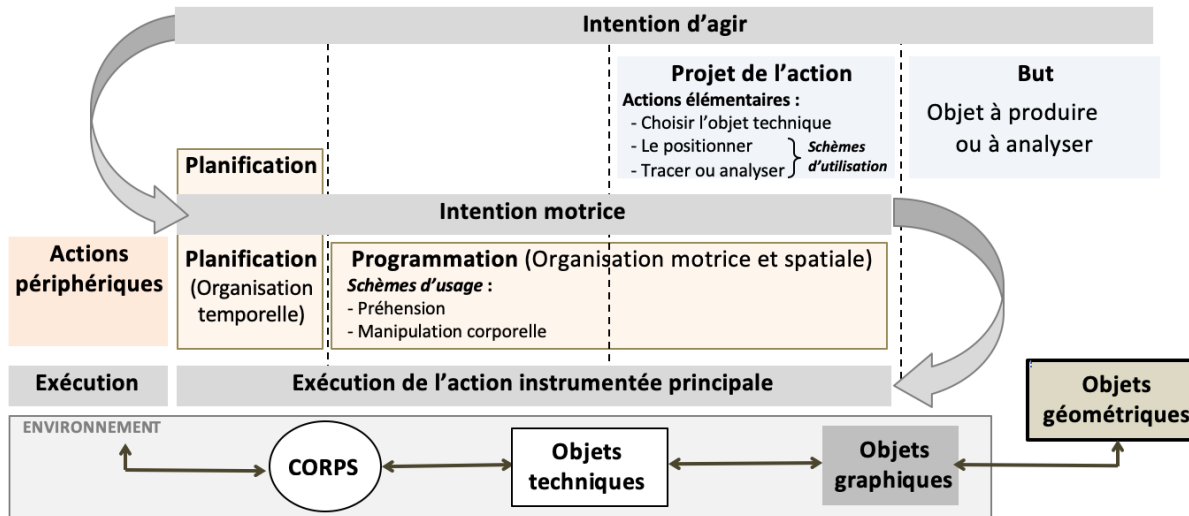 Intention d'agir
Projet de l'action
Actions élémentaires :
- Choisir l'objet technique
- Le positionner
- Tracer ou analyser
Schèmes
d'utilisation
But
Objet à produire
ou à analyser
Planification
Intention motrice
Actions
périphériques
Planification
(Organisation
temporelle)
Programmation (Organisation motrice et spatiale)
Schèmes d'usage :
- Préhension
- Manipulation corporelle
Exécution
Exécution de l'action instrumentée principale
Objets
géométriques
ENVIRONNEMENT
CORPS
Objets
techniques
Objets
graphiques